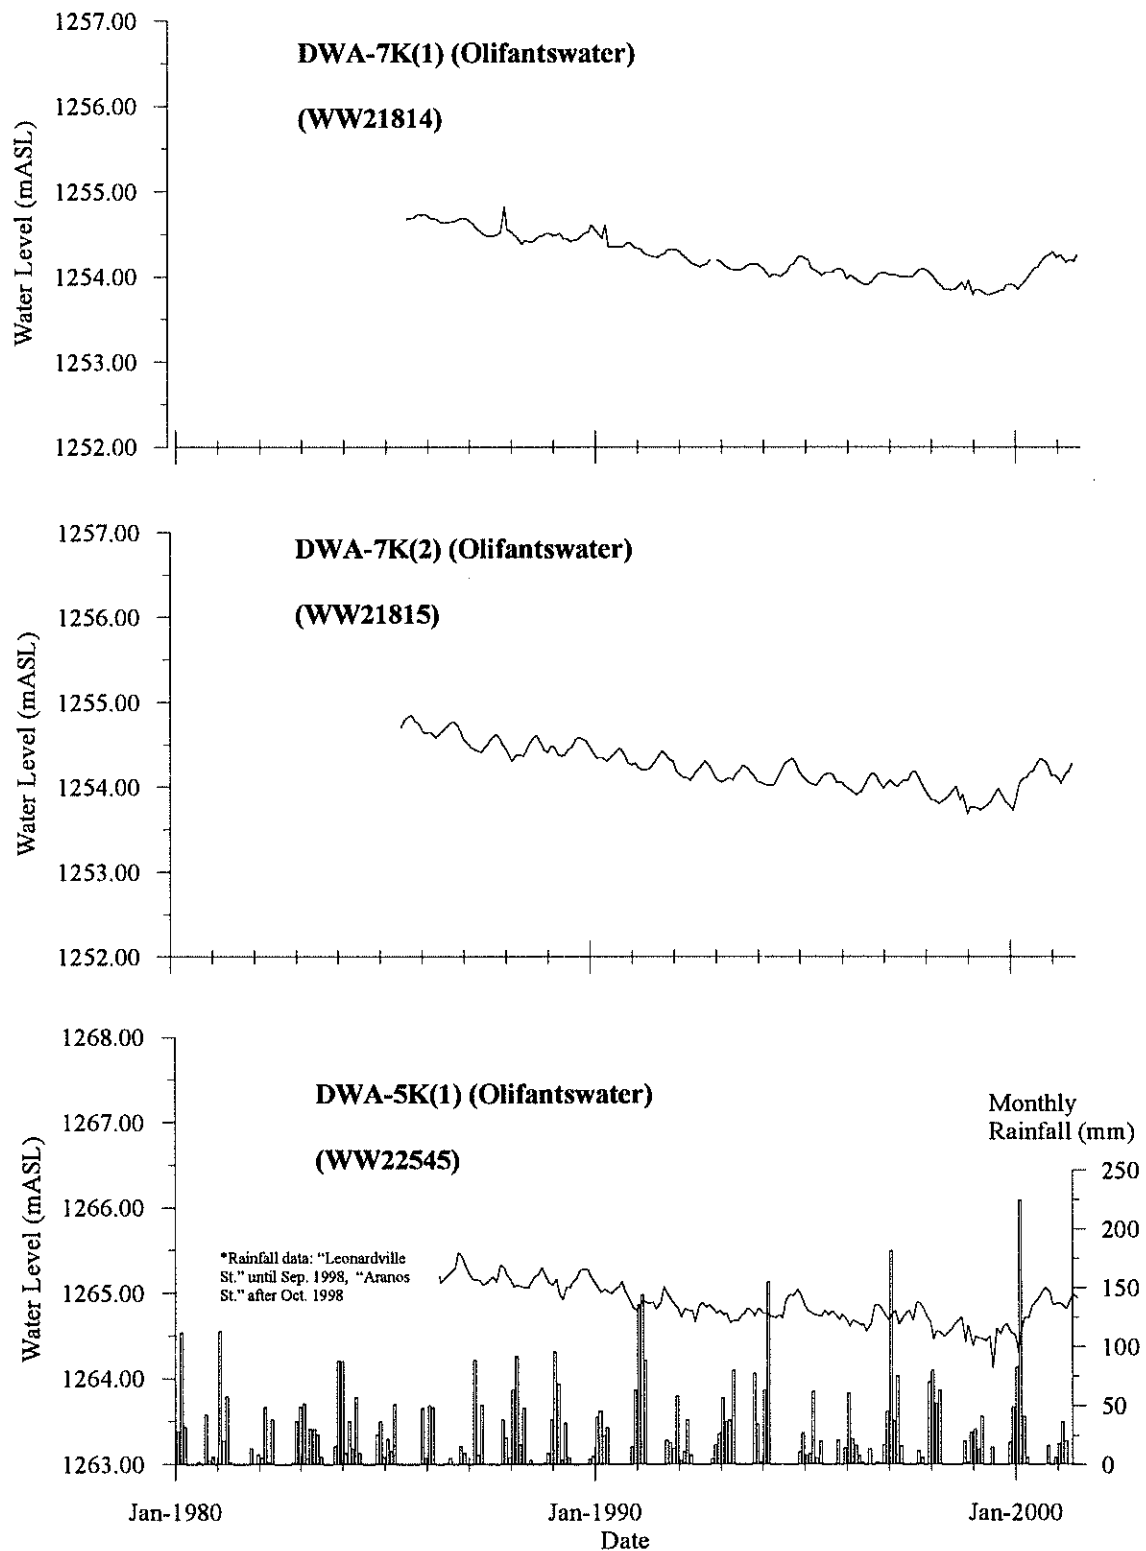 DWA-7K(1) (Olifantswater)
(WW21814)
Water Level (mASL)
1257.00
1256.00
1255.00
1254.00
1253.00
1252.00
DWA-7K(2) (Olifantswater)
(WW21815)
Water Level (mASL)
1257.00
1256.00
1255.00
1254.00
1253.00
1252.00
DWA-5K(1) (Olifantswater)
(WW22545)
Water Level (mASL)
1268.00
1267.00
1266.00
1265.00
1264.00
1263.00
Monthly
Rainfall (mm)
250
200
150
100
50
0
*Rainfall data: "Leonardville
St." until Sep. 1998, "Aranos
St." after Oct. 1998
Jan-1980
Jan-1990
Jan-2000
Date